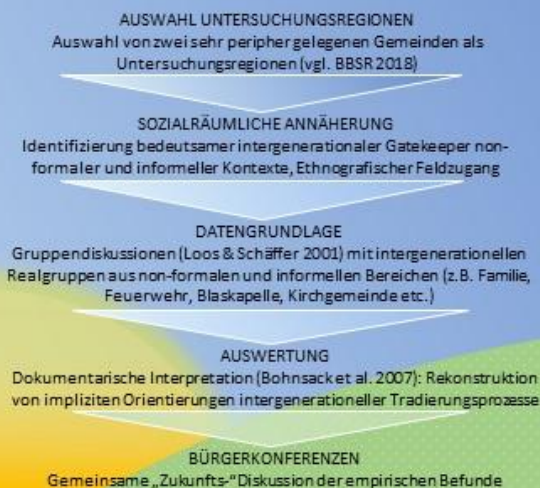 AUSWAHL UNTERSUCHUNGSREGIONEN
Auswahl von zwei sehr peripher gelegenen Gemeinden als
Untersuchungsregionen (vgl. BBSR 2018)
SOZIALRÄUMLICHE ANNÄHERUNG
Identifizierung bedeutsamer intergenerationaler Gatekeeper non-
formaler und informeller Kontexte, Ethnografischer Feldzugang
DATENGRUNDLAGE
Gruppendiskussionen (Loos & Schäffer 2001) mit intergenerationellen
Realgruppen aus non-formalen und informellen Bereichen (z.B. Familie,
Feuerwehr, Blaskapelle, Kirchgemeinde etc.)
AUSWERTUNG
Dokumentarische Interpretation (Bohnsack et al. 2007): Rekonstruktion
von impliziten Orientierungen intergenerationeller Tradierungsprozesse
BÜRGERKONFERENZEN
Gemeinsame „Zukunfts-“ Diskussion der empirischen Befunde